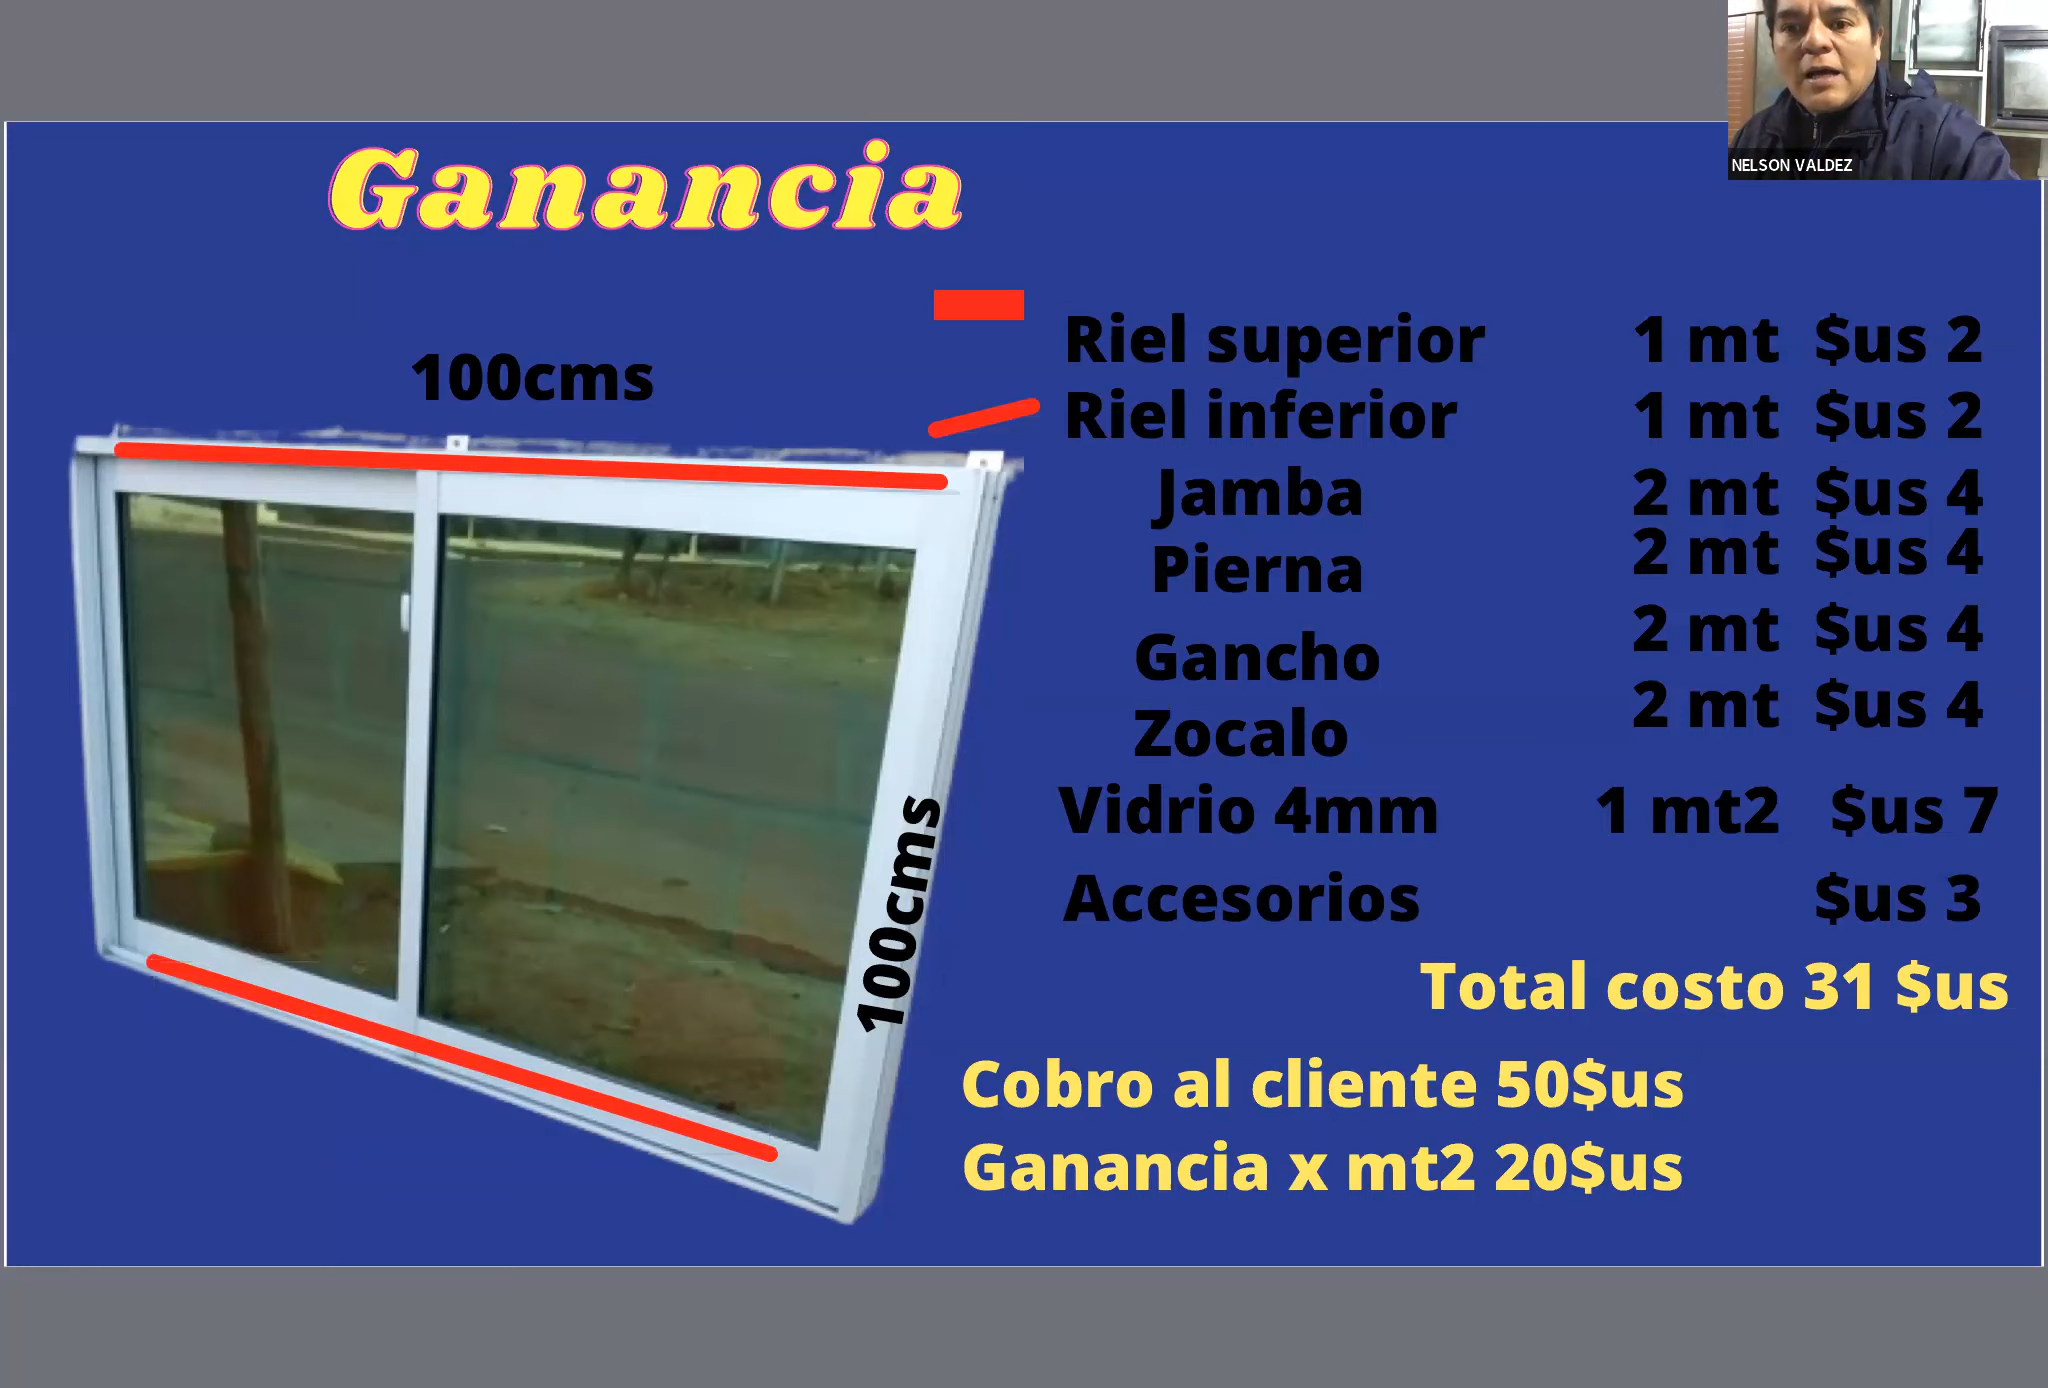 NELSON VALDEZ
Ganancia
100cms
100cms
Riel superior 1 mt $us 2
Riel inferior 1 mt $us 2
Jamba 2 mt $us 4
Pierna 2 mt $us 4
Gancho 2 mt $us 4
Zocalo 2 mt $us 4
Vidrio 4mm 1 mt2 $us 7
Accesorios $us 3
Total costo 31 $us
Cobro al cliente 50$us
Ganancia x mt2 20$us